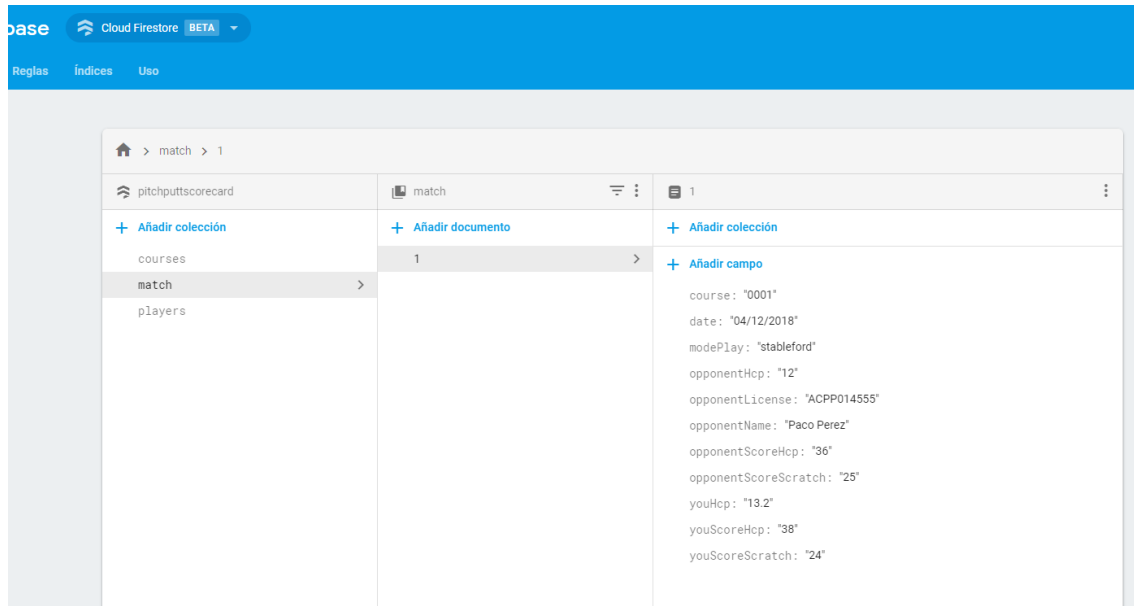 base Cloud Firestore BETA
Reglas Índices Uso
match > 1
pitchputtscorecard match 1
+ Añadir colección + Añadir documento + Añadir colección
courses 1 + Añadir campo
match
players
course: "0001"
date: "04/12/2018"
modePlay: "stableford"
opponentHcp: "12"
opponentLicense: "ACPP014555"
opponentName: "Paco Perez"
opponentScoreHcp: "36"
opponentScoreScratch: "25"
youHcp: "13.2"
youScoreHcp: "38"
youScoreScratch: "24"